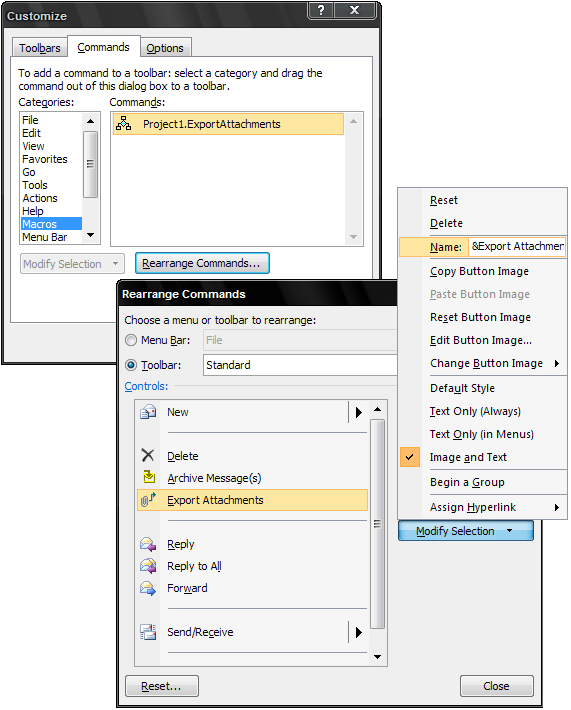 Customize
?
X
Toolbars
Commands
Options
To add a command to a toolbar: select a category and drag the
command out of this dialog box to a toolbar.
Categories:
Commands:
File
Edit
View
Favorites
Go
Tools
Actions
Help
Macros
Menu Bar
Project1.ExportAttachments
Modify Selection
Rearrange Commands...
Rearrange Commands
Choose a menu or toolbar to rearrange:
Menu Bar:
File
Toolbar:
Standard
Controls:
New
Delete
Archive Message(s)
Export Attachments
Reply
Reply to All
Forward
Send/Receive
Reset...
Close
Modify Selection
Reset
Delete
Name:
&Export Attachmen
Copy Button Image
Paste Button Image
Reset Button Image
Edit Button Image...
Change Button Image
Default Style
Text Only (Always)
Text Only (in Menus)
Image and Text
Begin a Group
Assign Hyperlink